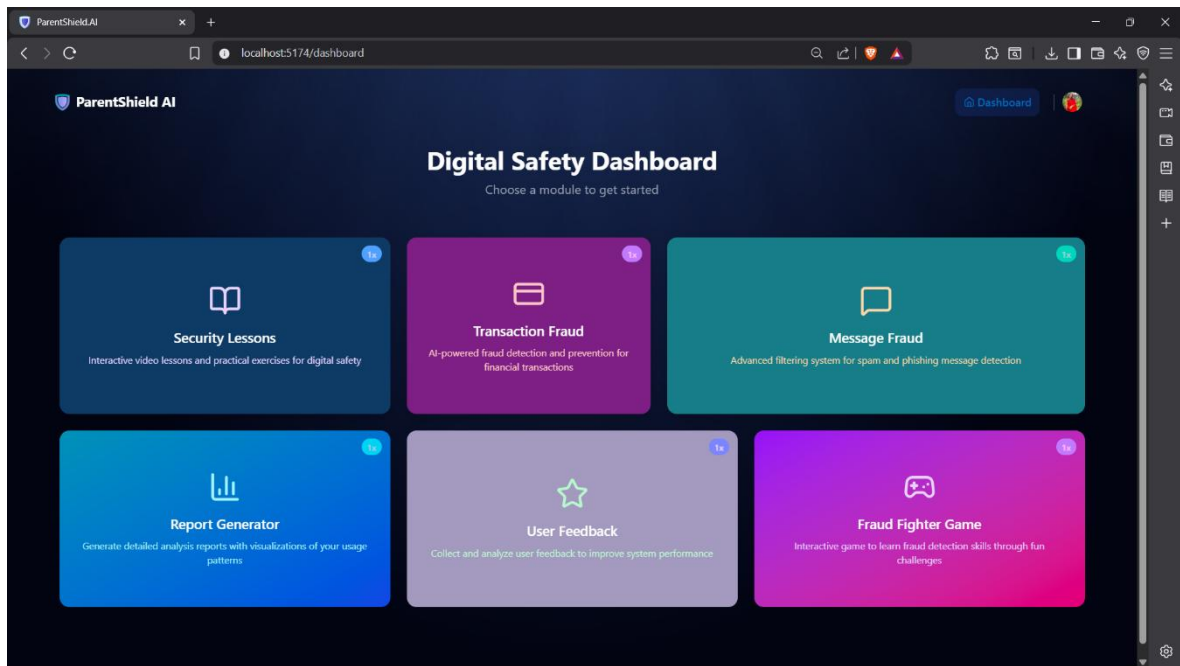 ParentShield.AI
localhost:5174/dashboard
ParentShield AI
Dashboard
Digital Safety Dashboard
Choose a module to get started
1x
Security Lessons
Interactive video lessons and practical exercises for digital safety
1x
Transaction Fraud
AI-powered fraud detection and prevention for
financial transactions
1x
Message Fraud
Advanced filtering system for spam and phishing message detection
1x
Report Generator
Generate detailed analysis reports with visualizations of your usage
patterns
1x
User Feedback
Collect and analyze user feedback to improve system performance
1x
Fraud Fighter Game
Interactive game to learn fraud detection skills through fun
challenges